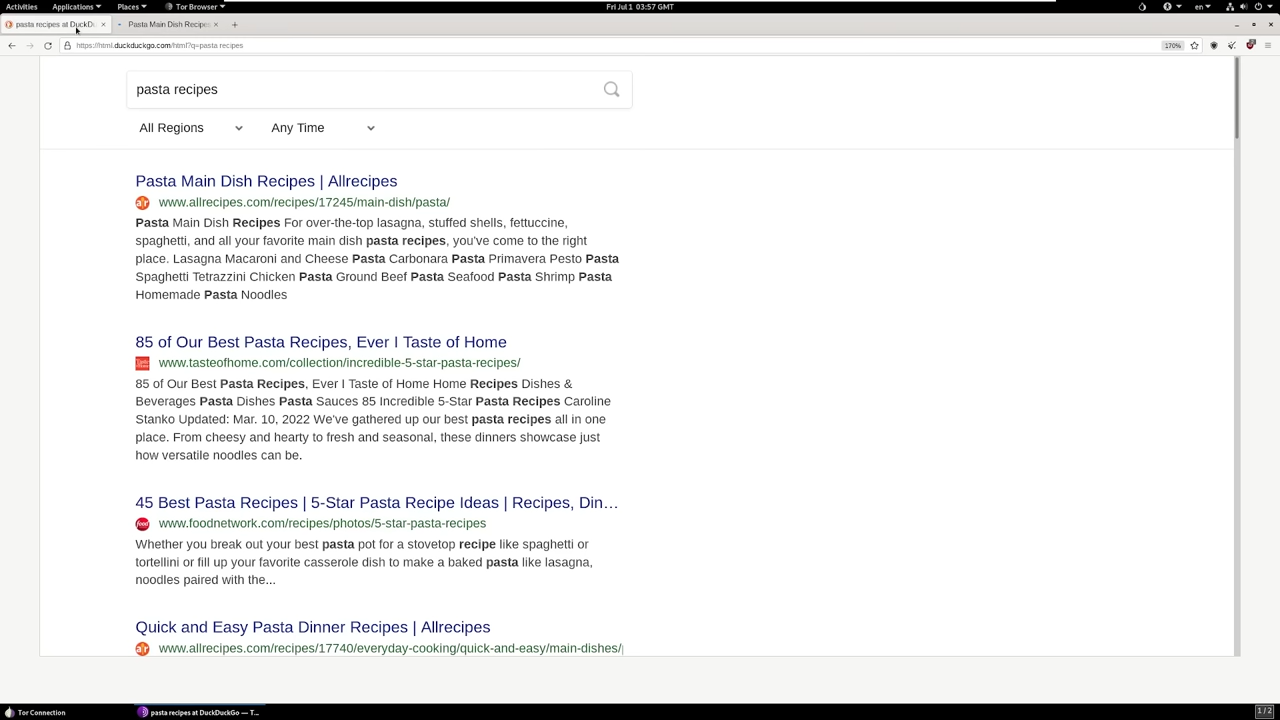 Activities Applications Places Tor Browser Fri Jul 1 03:57 GMT en
pasta recipes at DuckDu Pasta Main Dish Recipes
https://html.duckduckgo.com/html?q=pasta recipes 170%
pasta recipes
All Regions Any Time
Pasta Main Dish Recipes | Allrecipes
www.allrecipes.com/recipes/17245/main-dish/pasta/
Pasta Main Dish Recipes For over-the-top lasagna, stuffed shells, fettuccine,
spaghetti, and all your favorite main dish pasta recipes, you've come to the right
place. Lasagna Macaroni and Cheese Pasta Carbonara Pasta Primavera Pesto Pasta
Spaghetti Tetrazzini Chicken Pasta Ground Beef Pasta Seafood Pasta Shrimp Pasta
Homemade Pasta Noodles
85 of Our Best Pasta Recipes, Ever I Taste of Home
www.tasteofhome.com/collection/incredible-5-star-pasta-recipes/
85 of Our Best Pasta Recipes, Ever I Taste of Home Home Recipes Dishes &
Beverages Pasta Dishes Pasta Sauces 85 Incredible 5-Star Pasta Recipes Caroline
Stanko Updated: Mar. 10, 2022 We've gathered up our best pasta recipes all in one
place. From cheesy and hearty to fresh and seasonal, these dinners showcase just
how versatile noodles can be.
45 Best Pasta Recipes | 5-Star Pasta Recipe Ideas | Recipes, Din…
www.foodnetwork.com/recipes/photos/5-star-pasta-recipes
Whether you break out your best pasta pot for a stovetop recipe like spaghetti or
tortellini or fill up your favorite casserole dish to make a baked pasta like lasagna,
noodles paired with the...
Quick and Easy Pasta Dinner Recipes | Allrecipes
www.allrecipes.com/recipes/17740/everyday-cooking/quick-and-easy/main-dishes/
Tor Connection pasta recipes at DuckDuckGo — T... 1 / 2